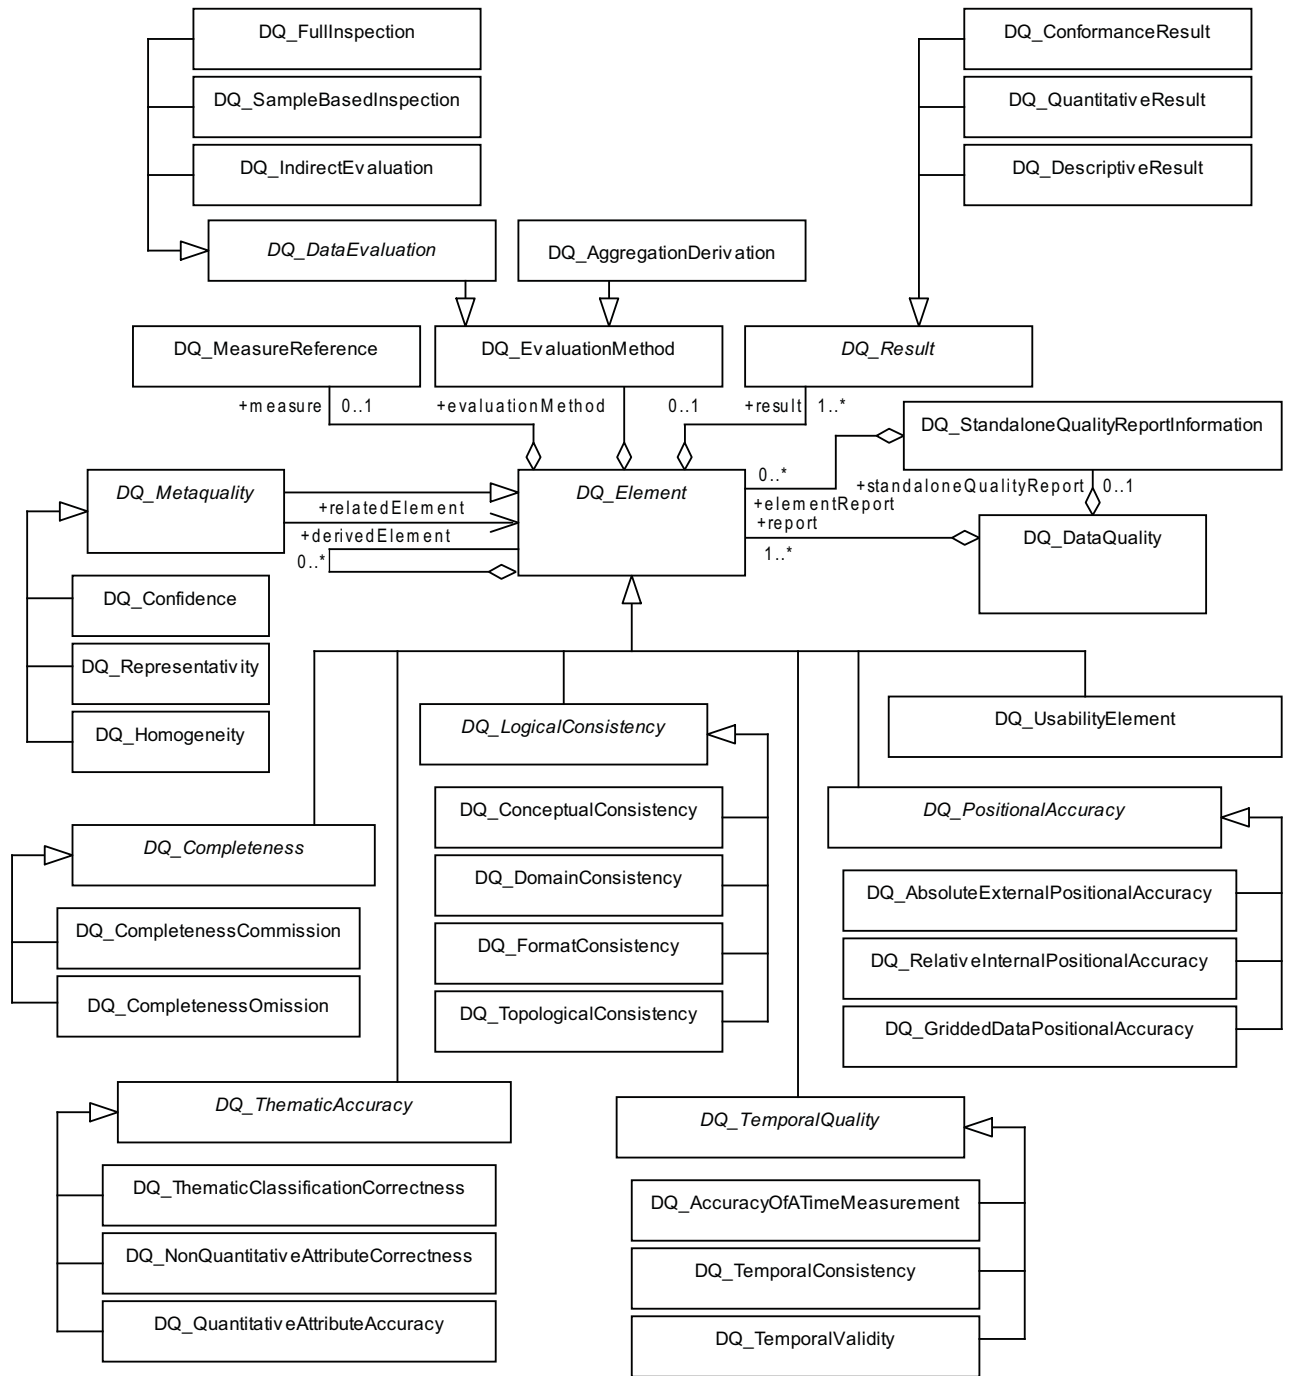 DQ_FullInspection
DQ_ConformanceResult
DQ_SampleBasedInspection
DQ_QuantitativeResult
DQ_IndirectEvaluation
DQ_DescriptiveResult
DQ_DataEvaluation
DQ_AggregationDerivation
DQ_MeasureReference
DQ_EvaluationMethod
DQ_Result
+measure 0..1
+evaluationMethod 0..1
+result 1..*
DQ_StandaloneQualityReportInformation
DQ_Metaquality
DQ_Element
0..*
+standaloneQualityReport 0..1
+elementReport
+relatedElement
+report
+derivedElement
0..*
1..*
DQ_DataQuality
DQ_Confidence
DQ_Representativity
DQ_Homogeneity
DQ_LogicalConsistency
DQ_UsabilityElement
DQ_ConceptualConsistency
DQ_DomainConsistency
DQ_FormatConsistency
DQ_TopologicalConsistency
DQ_PositionalAccuracy
DQ_AbsoluteExternalPositionalAccuracy
DQ_RelativeInternalPositionalAccuracy
DQ_GriddedDataPositionalAccuracy
DQ_Completeness
DQ_CompletenessCommission
DQ_CompletenessOmission
DQ_ThematicAccuracy
DQ_ThematicClassificationCorrectness
DQ_NonQuantitativeAttributeCorrectness
DQ_QuantitativeAttributeAccuracy
DQ_TemporalQuality
DQ_AccuracyOfATimeMeasurement
DQ_TemporalConsistency
DQ_TemporalValidity